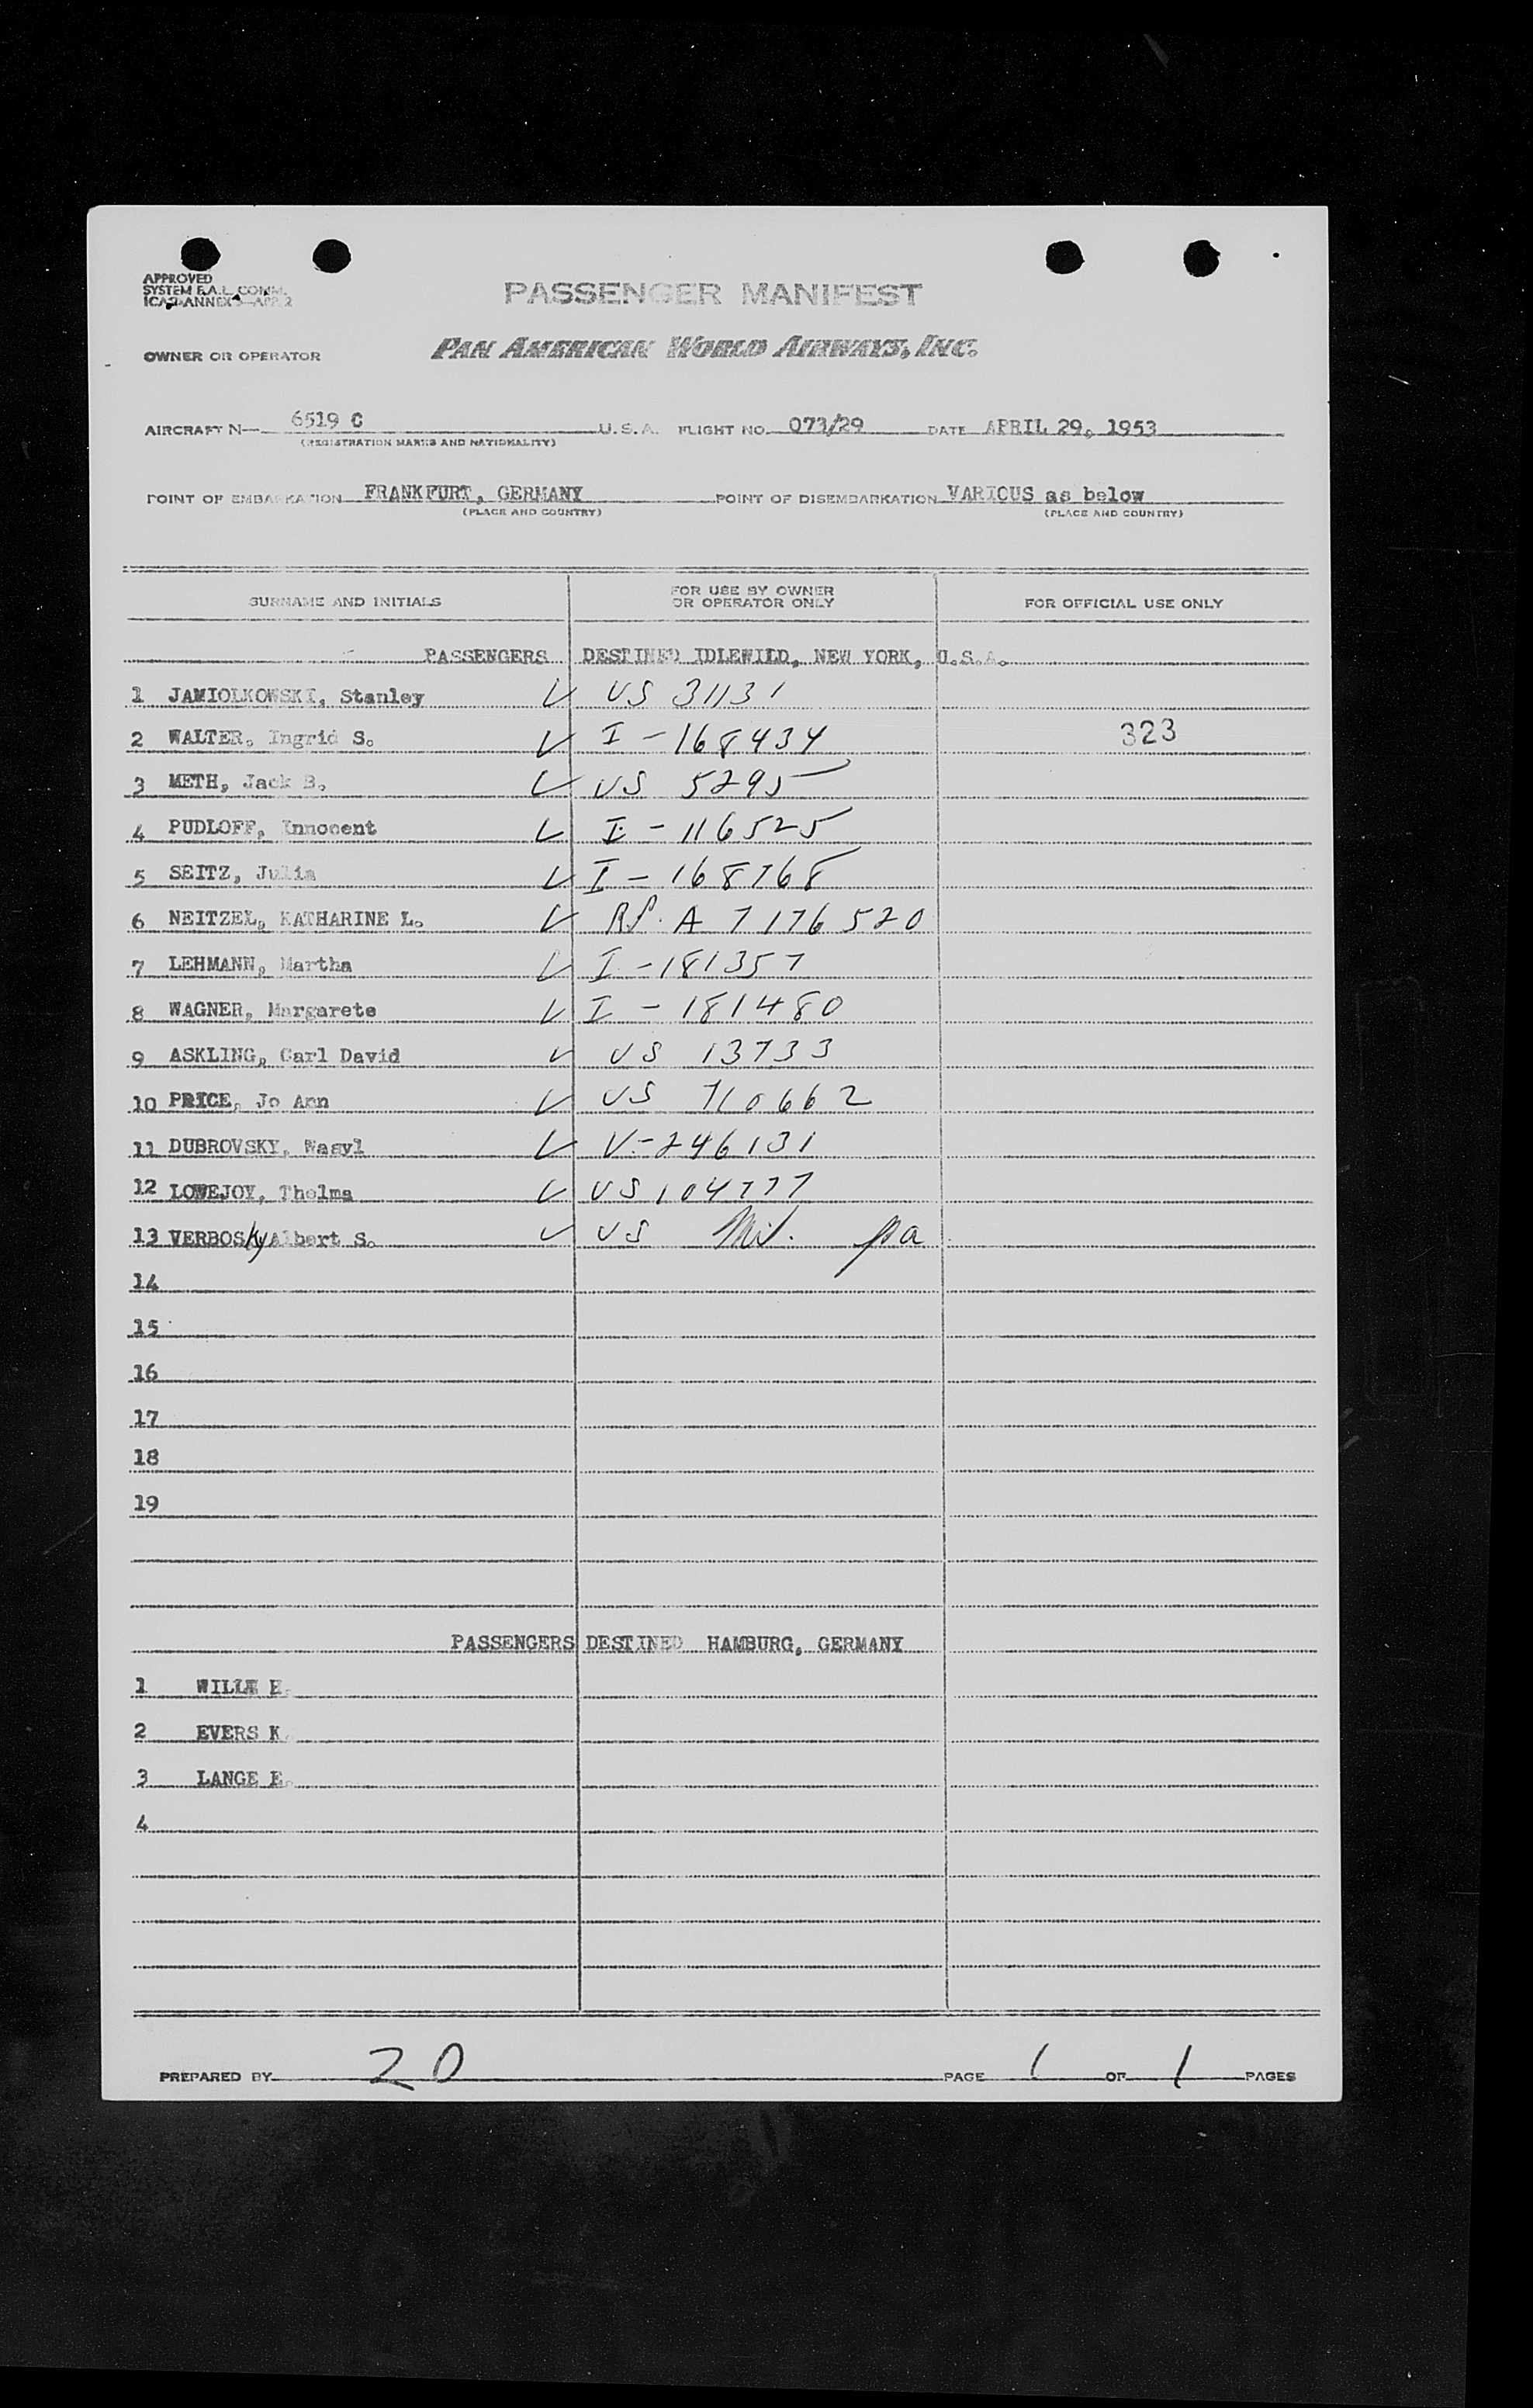 APPROVED
SYSTEM F.A.L. COMM.
ICAO ANNEX
PASSENGER MANIFEST
OWNER OR OPERATOR PAN AMERICAN WORLD AIRWAYS, INC.
AIRCRAFT N— 6519 C U.S.A. FLIGHT NO. 073/29 DATE APRIL 29, 1953
(REGISTRATION MARKS AND NATIONALITY)
POINT OF EMBARKATION FRANKFURT, GERMANY POINT OF DISEMBARKATION VARIOUS as below
(PLACE AND COUNTRY) (PLACE AND COUNTRY)
SURNAME AND INITIALS FOR USE BY OWNER OR OPERATOR ONLY FOR OFFICIAL USE ONLY
PASSENGERS DESTINED IDLEWILD, NEW YORK, U.S.A.
1 JAMIOLKOWSKI, Stanley ✓ US 31131
2 WALTER, Ingrid S. ✓ I - 168434 323
3 METH, Jack B. ✓ US 5295
4 PUDLOFF, Innocent ✓ I - 116525
5 SEITZ, Julia ✓ I - 168768
6 NEITZEL, KATHARINE L. ✓ RP. A 7176520
7 LEHMANN, Martha ✓ I - 181357
8 WAGNER, Margarete ✓ I - 181480
9 ASKLING, Carl David ✓ US 13733
10 PRICE, Jo Ann ✓ US 710662
11 DUBROVSKY, Wasyl ✓ V-246131
12 LOWEJOY, Thelma ✓ US 104777
13 VERBOSky Albert S. ✓ US Mil. pa
14
15
16
17
18
19
PASSENGERS DESTINED HAMBURG, GERMANY
1 WILLE H.
2 EVERS K.
3 LANGE E.
4
PREPARED BY 20 PAGE 1 OF 1 PAGES